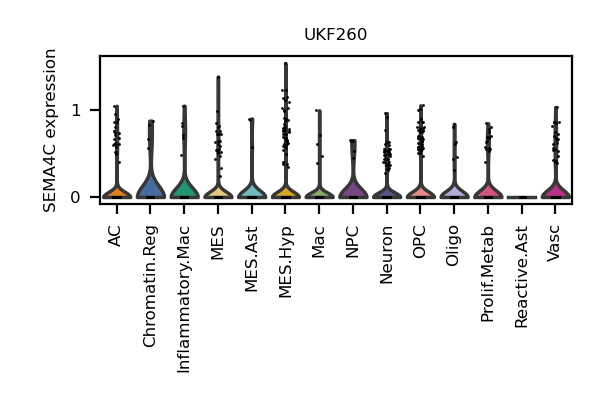 UKF260
SEMA4C expression
1
0
AC
Chromatin.Reg
Inflammatory.Mac
MES
MES.Ast
MES.Hyp
Mac
NPC
Neuron
OPC
Oligo
Prolif.Metab
Reactive.Ast
Vasc